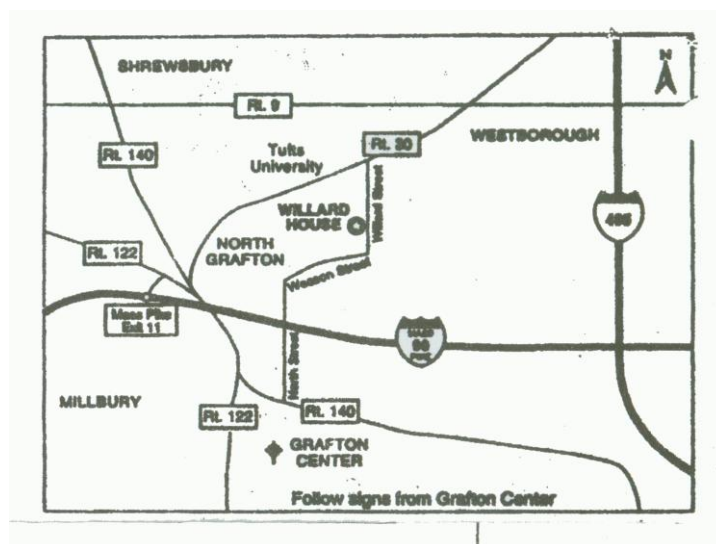 SHREWSBURY
N
Rt. 9
WESTBOROUGH
Rt. 30
Rt. 140
Tufts
University
Willard Street
WILLARD
HOUSE
495
NORTH
GRAFTON
Rt. 122
Wesson Street
Mass Pike
Exit 11
90
PIKE
North Street
MILLBURY
Rt. 122
Rt. 140
GRAFTON
CENTER
Follow signs from Grafton Center